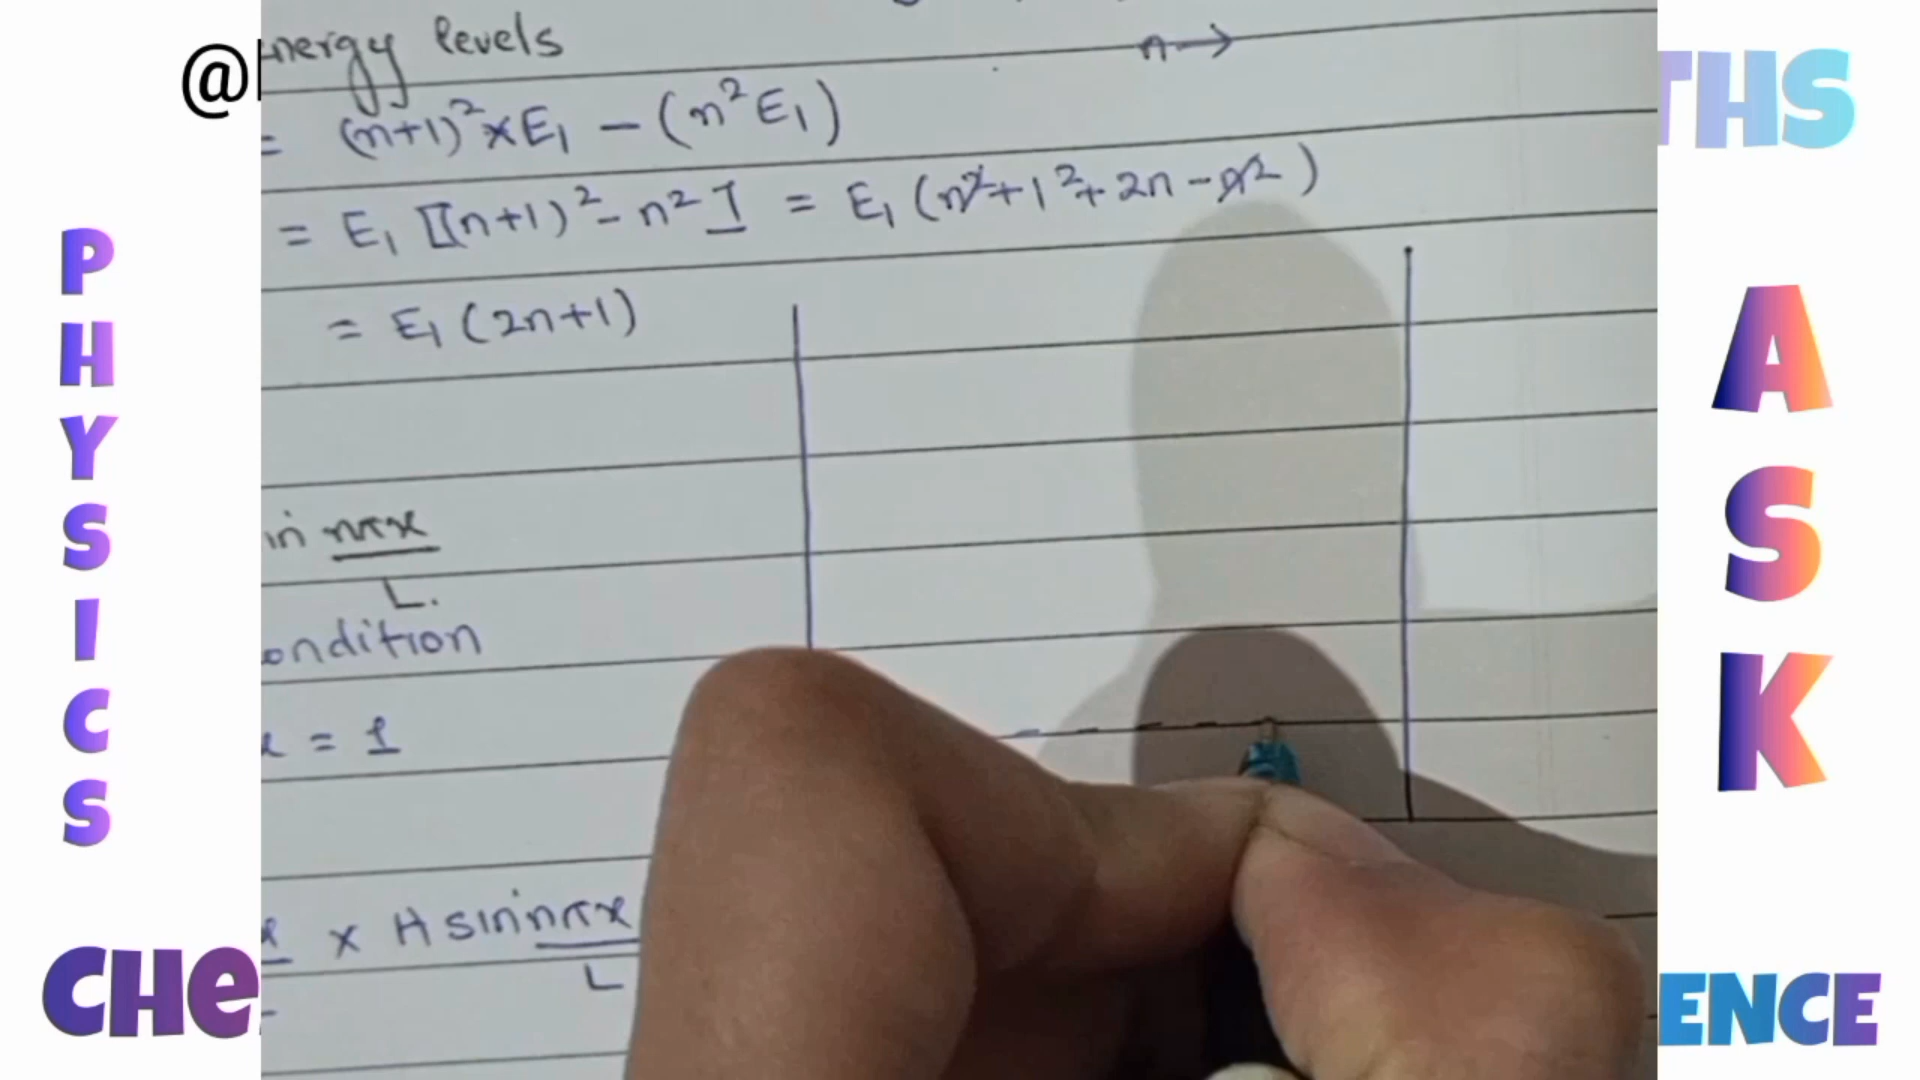 nergy levels
n →
@
= (n+1)² × E₁ − (n²E₁)
= E₁ [(n+1)² − n²] = E₁ (n² + 1² + 2n − n²)
= E₁ (2n+1)
in nπx
L.
ondition
x = 1
x × A sin nπx
L
PHYSICS
CHe
THS
ASK
ENCE